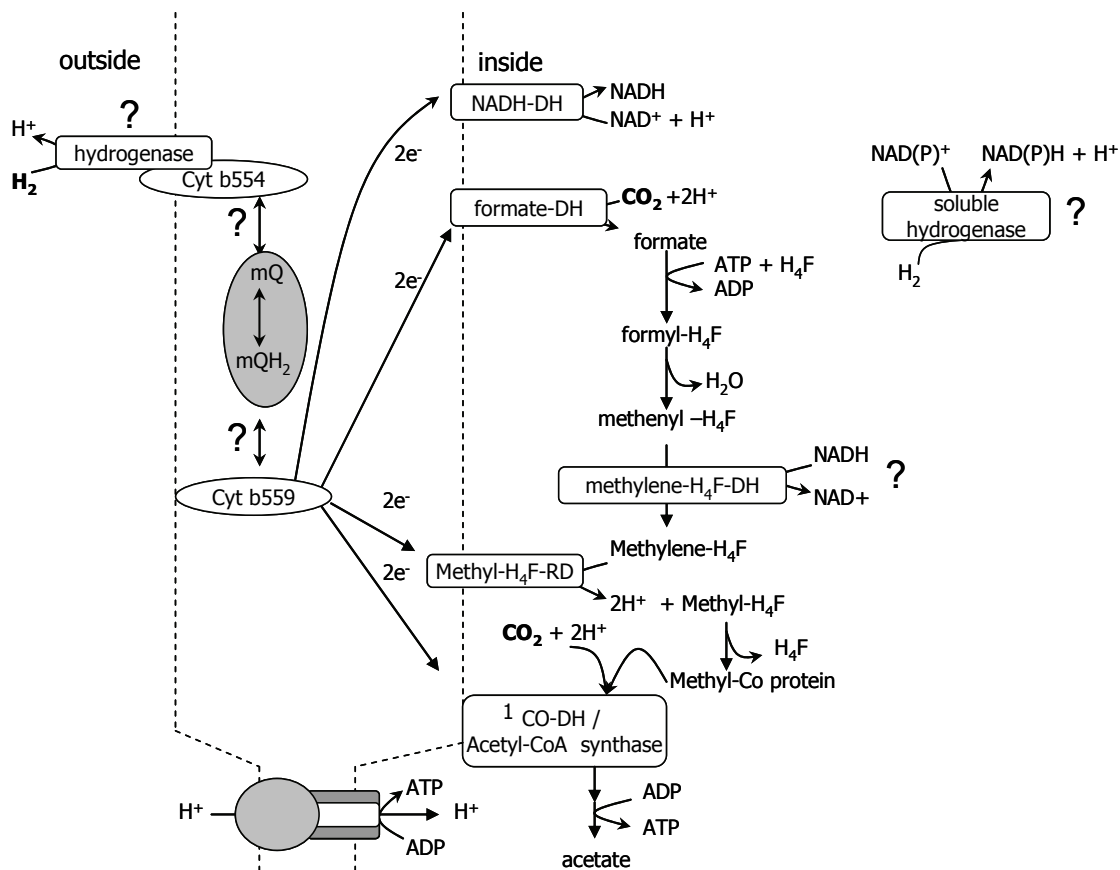 outside
inside
?
H⁺
hydrogenase
H₂
Cyt b554
?
mQ
mQH₂
?
Cyt b559
NADH-DH
NADH
NAD⁺ + H⁺
2e⁻
formate-DH
CO₂ +2H⁺
2e⁻
formate
ATP + H₄F
ADP
formyl-H₄F
H₂O
methenyl –H₄F
NADH
methylene-H₄F-DH
?
NAD+
2e⁻
Methylene-H₄F
Methyl-H₄F-RD
2e⁻
2H⁺ + Methyl-H₄F
CO₂ + 2H⁺
H₄F
Methyl-Co protein
¹ CO-DH /
Acetyl-CoA synthase
ADP
ATP
acetate
H⁺
ATP
H⁺
ADP
NAD(P)⁺
NAD(P)H + H⁺
soluble
hydrogenase
?
H₂